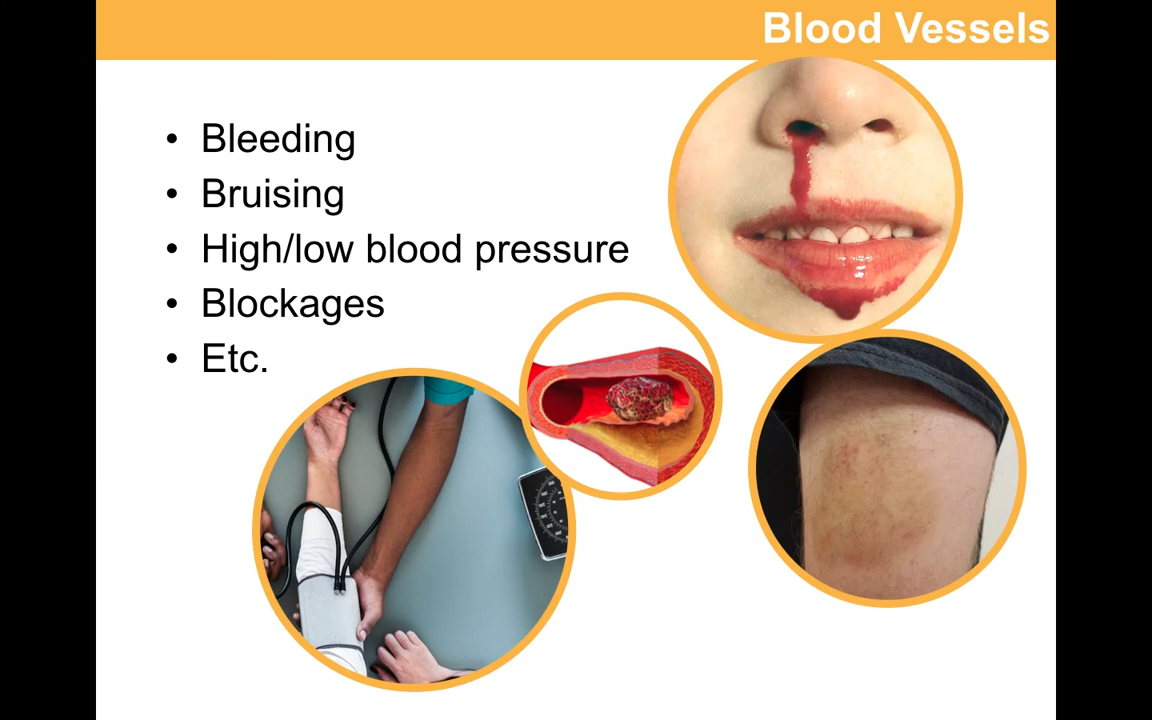 Blood Vessels
• Bleeding
• Bruising
• High/low blood pressure
• Blockages
• Etc.